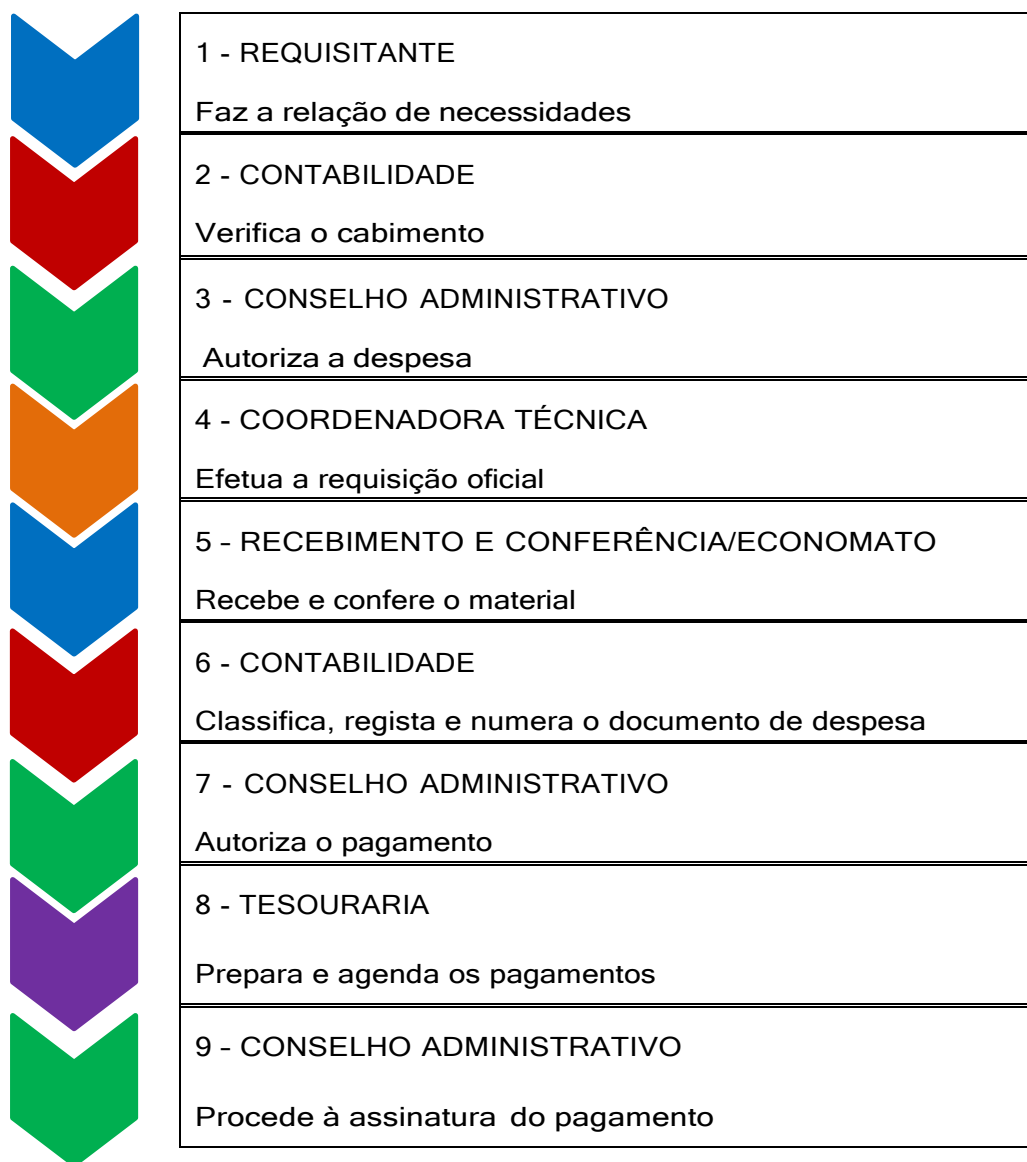 1 - REQUISITANTE
Faz a relação de necessidades
2 - CONTABILIDADE
Verifica o cabimento
3 - CONSELHO ADMINISTRATIVO
Autoriza a despesa
4 - COORDENADORA TÉCNICA
Efetua a requisição oficial
5 – RECEBIMENTO E CONFERÊNCIA/ECONOMATO
Recebe e confere o material
6 - CONTABILIDADE
Classifica, regista e numera o documento de despesa
7 - CONSELHO ADMINISTRATIVO
Autoriza o pagamento
8 - TESOURARIA
Prepara e agenda os pagamentos
9 – CONSELHO ADMINISTRATIVO
Procede à assinatura do pagamento